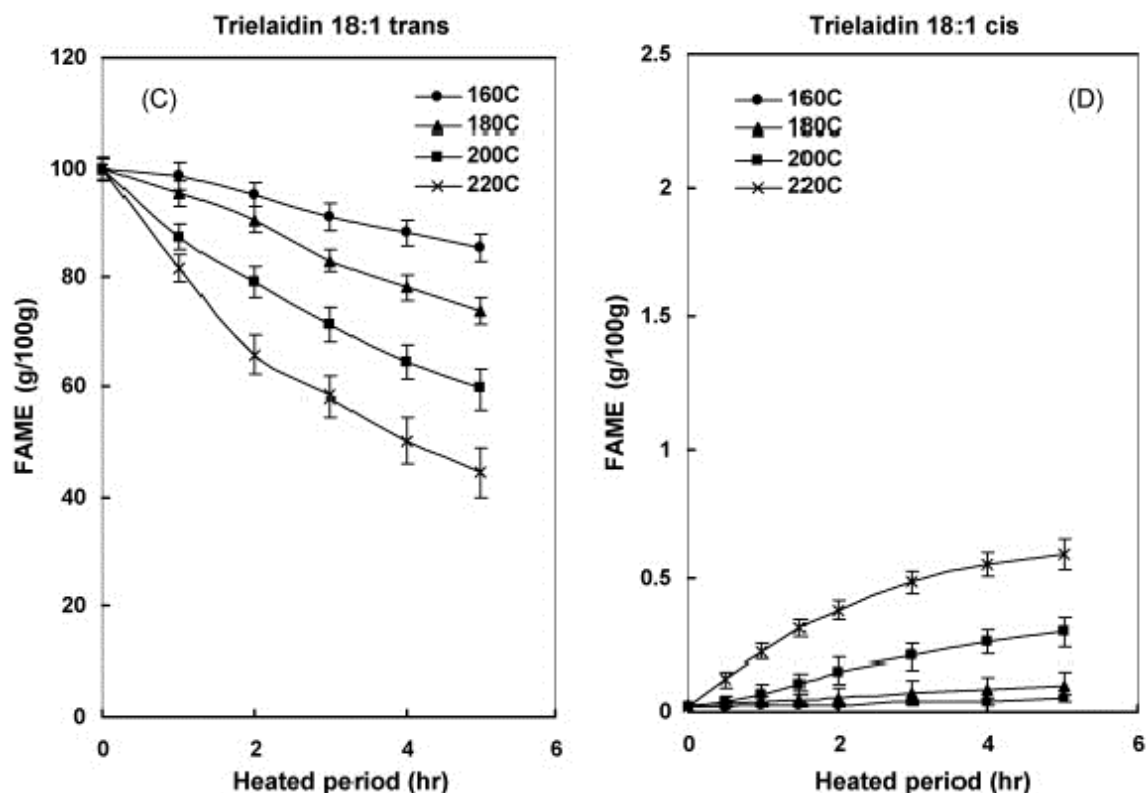 Trielaidin 18:1 trans
120
100
80
60
40
20
0
0 2 4 6
FAME (g/100g)
Heated period (hr)
(C)
160C
180C
200C
220C
Trielaidin 18:1 cis
2.5
2
1.5
1
0.5
0
0 2 4 6
FAME (g/100g)
Heated period (hr)
(D)
160C
180C
200C
220C